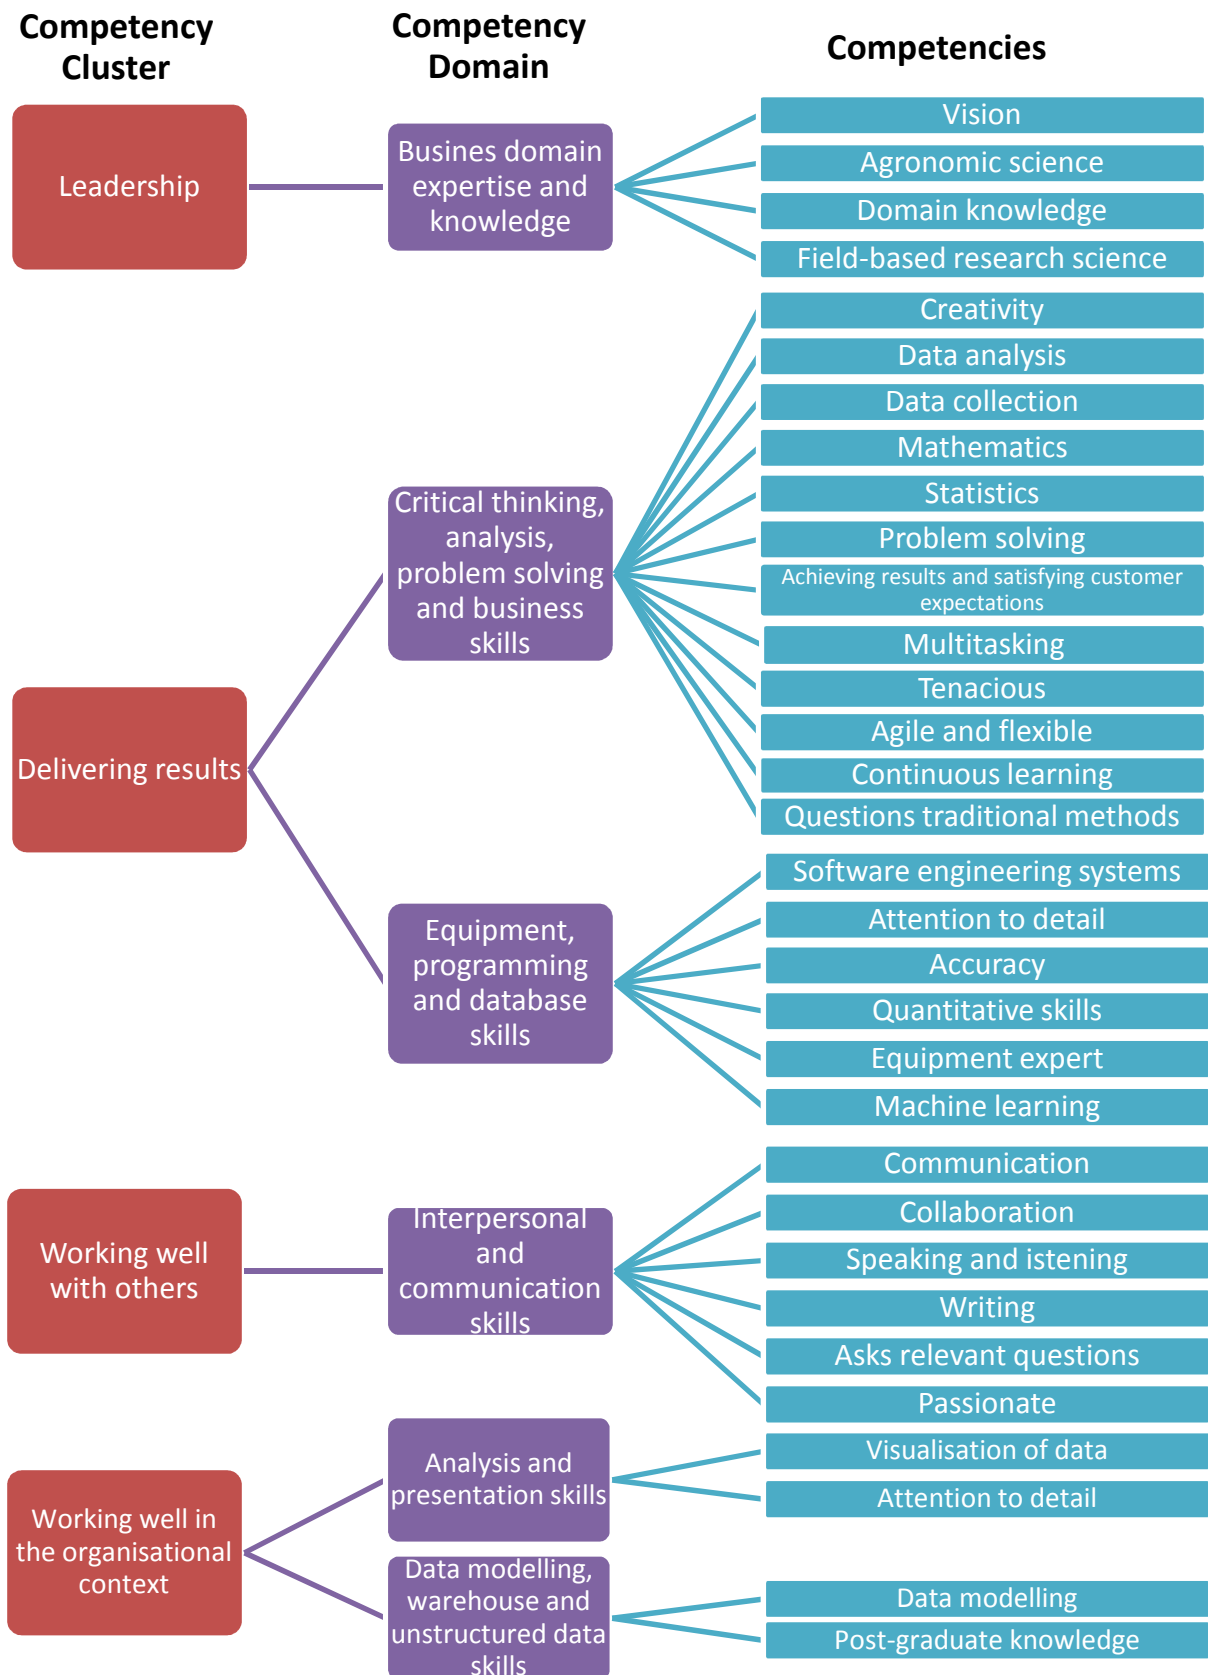 Competency
Cluster
Competency
Domain
Competencies
Leadership
Busines domain
expertise and
knowledge
Vision
Agronomic science
Domain knowledge
Field-based research science
Delivering results
Critical thinking,
analysis,
problem solving
and business
skills
Creativity
Data analysis
Data collection
Mathematics
Statistics
Problem solving
Achieving results and satisfying customer
expectations
Multitasking
Tenacious
Agile and flexible
Continuous learning
Questions traditional methods
Equipment,
programming
and database
skills
Software engineering systems
Attention to detail
Accuracy
Quantitative skills
Equipment expert
Machine learning
Working well
with others
Interpersonal
and
communication
skills
Communication
Collaboration
Speaking and istening
Writing
Asks relevant questions
Passionate
Working well in
the organisational
context
Analysis and
presentation skills
Visualisation of data
Attention to detail
Data modelling,
warehouse and
unstructured data
skills
Data modelling
Post-graduate knowledge